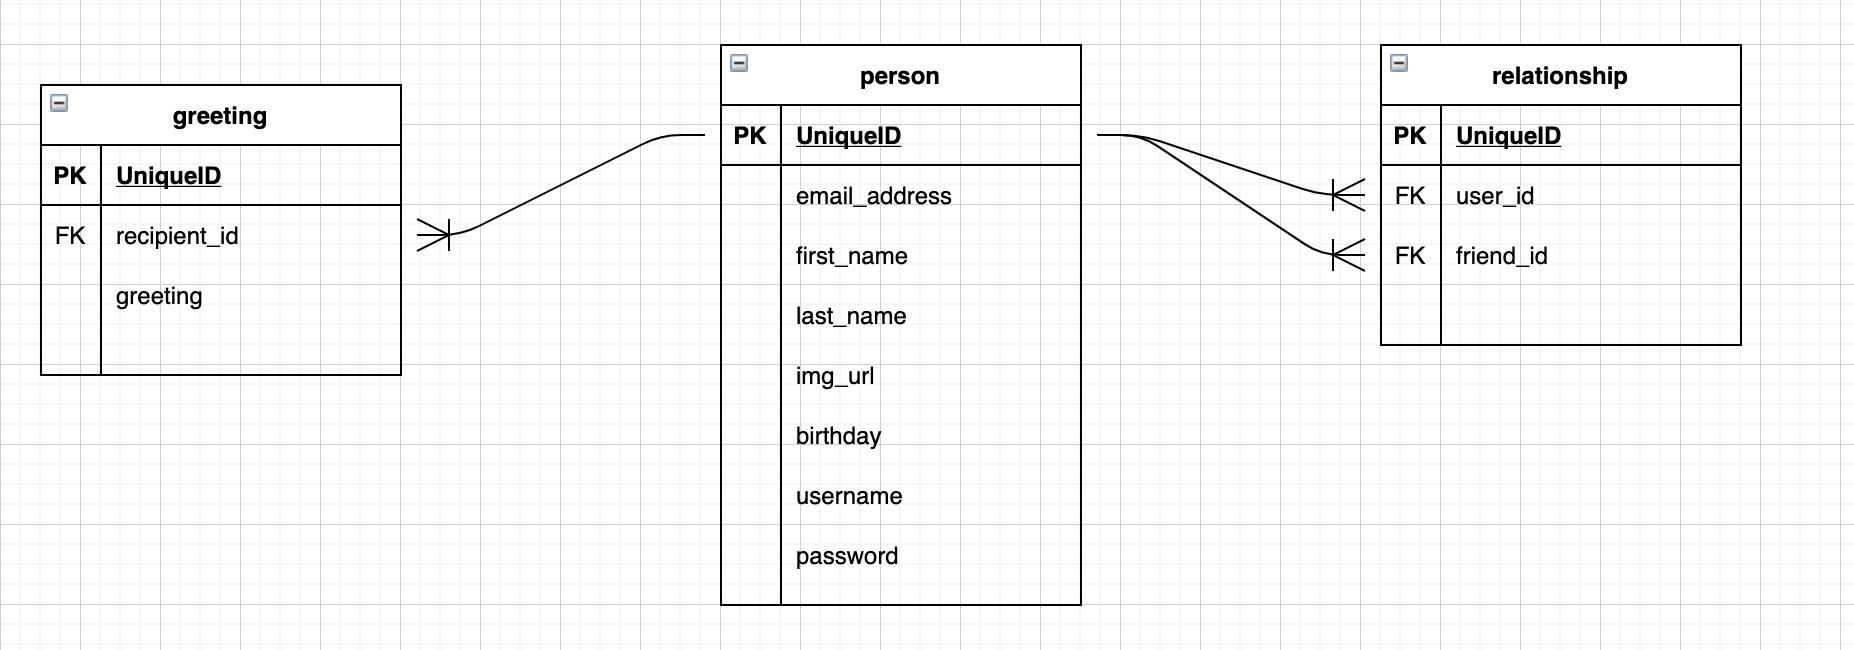 greeting
PK UniqueID
FK recipient_id
greeting
person
PK UniqueID
email_address
first_name
last_name
img_url
birthday
username
password
relationship
PK UniqueID
FK user_id
FK friend_id